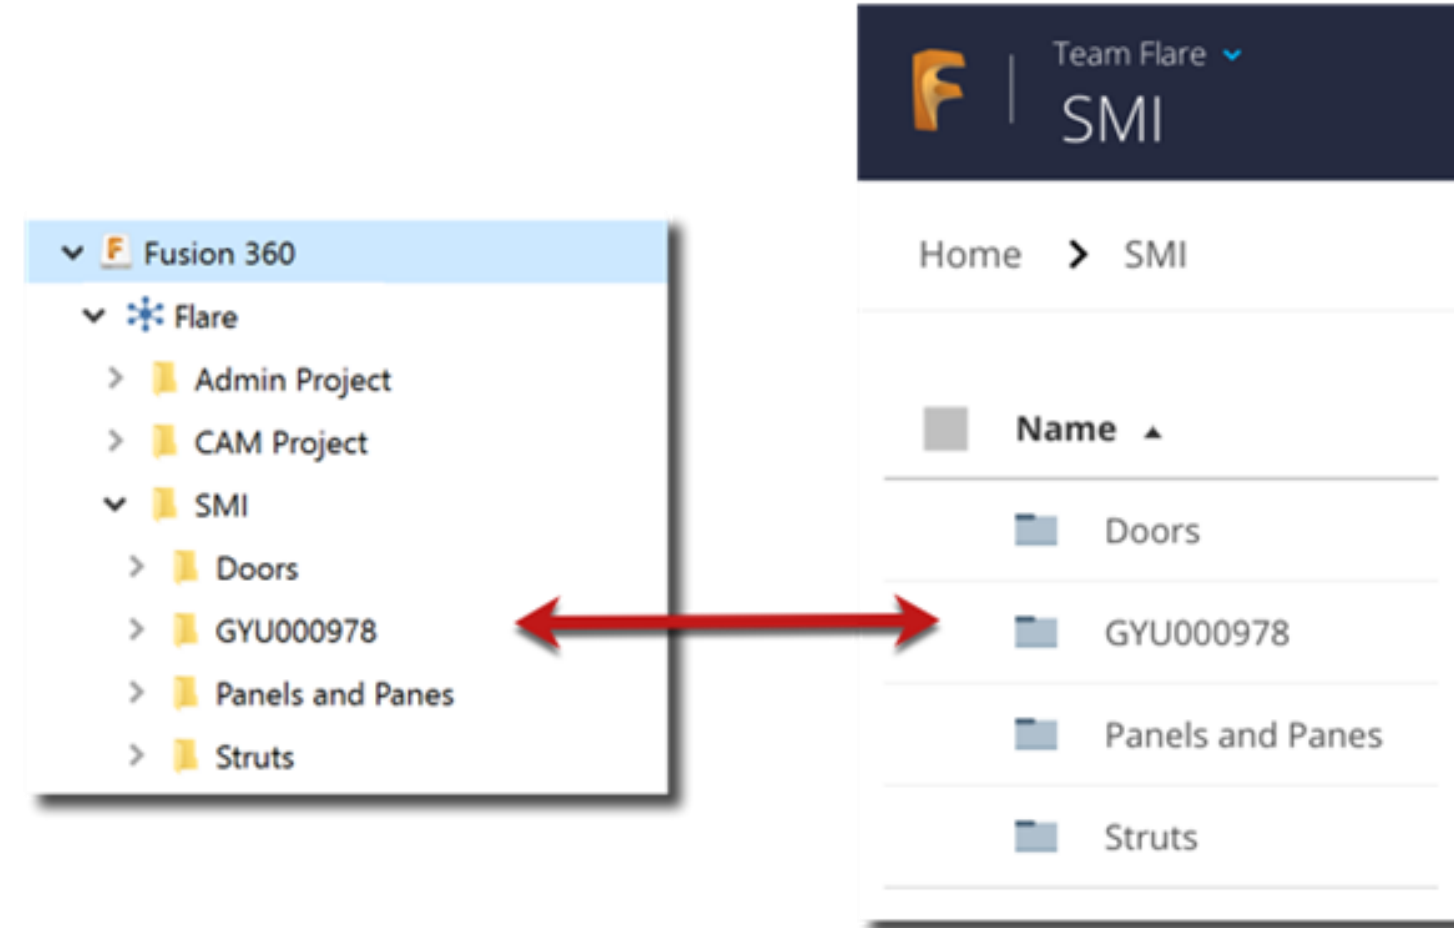 Fusion 360
Flare
Admin Project
CAM Project
SMI
Doors
GYU000978
Panels and Panes
Struts
Team Flare
SMI
Home > SMI
Name
Doors
GYU000978
Panels and Panes
Struts